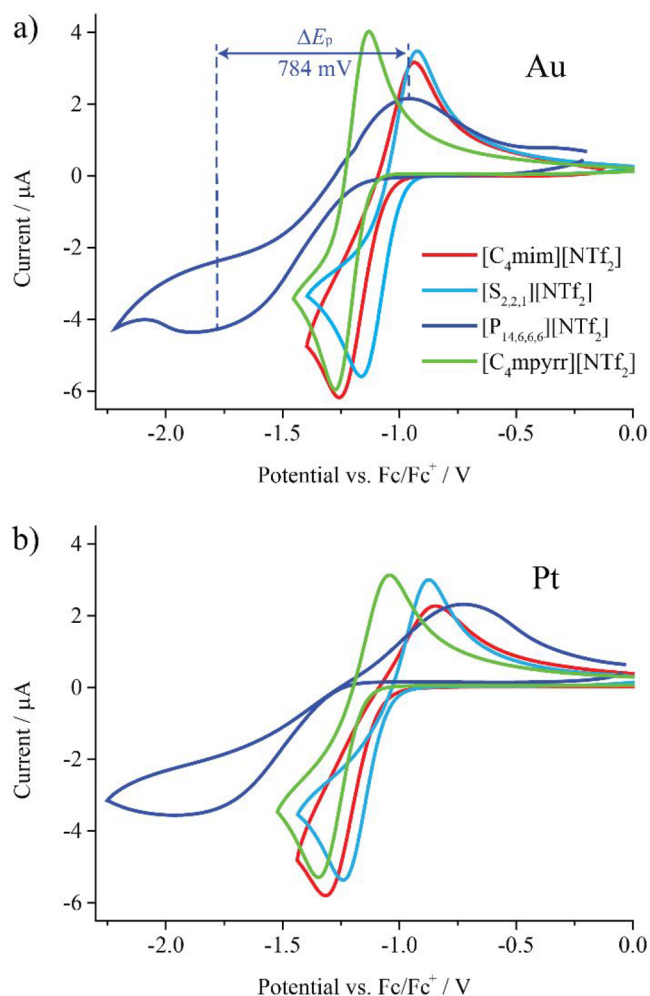 a)
Au
ΔEp
784 mV
4
2
0
-2
-4
-6
Current / μA
[C4mim][NTf2]
[S2,2,1][NTf2]
[P14,6,6,6][NTf2]
[C4mpyrr][NTf2]
-2.0
-1.5
-1.0
-0.5
0.0
Potential vs. Fc/Fc+ / V
b)
Pt
4
2
0
-2
-4
-6
Current / μA
-2.0
-1.5
-1.0
-0.5
0.0
Potential vs. Fc/Fc+ / V